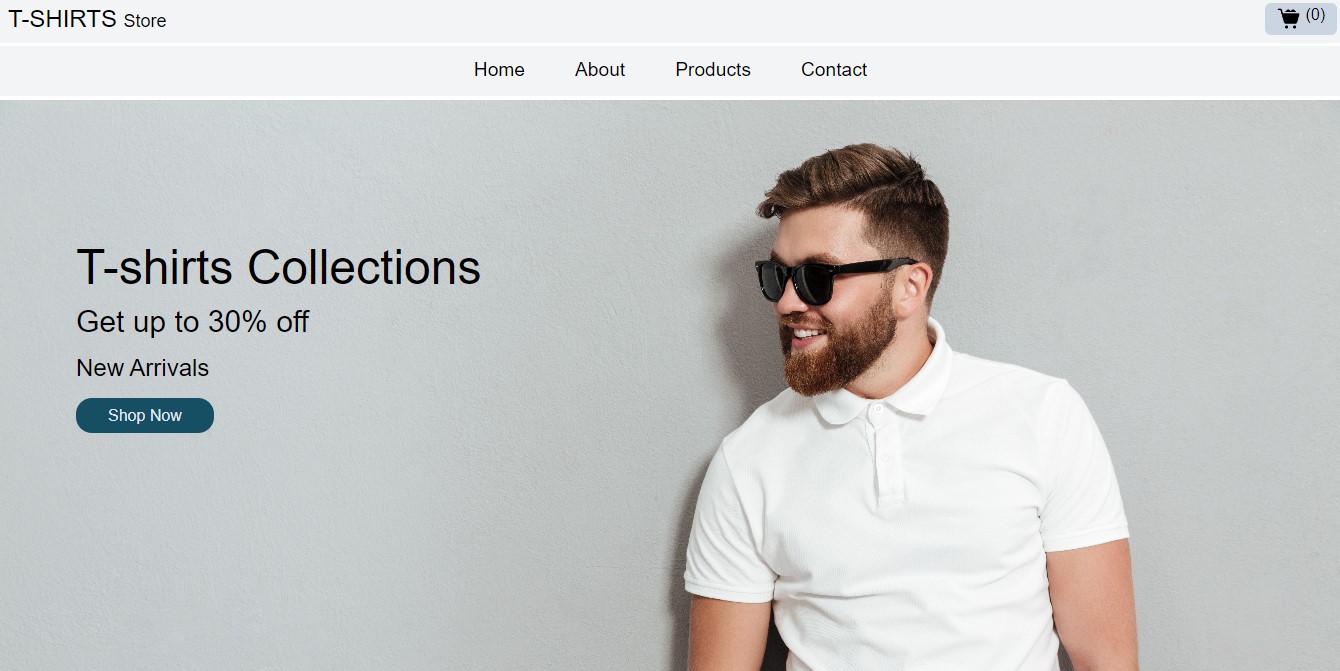 T-SHIRTS Store
(0)
Home About Products Contact
T-shirts Collections
Get up to 30% off
New Arrivals
Shop Now